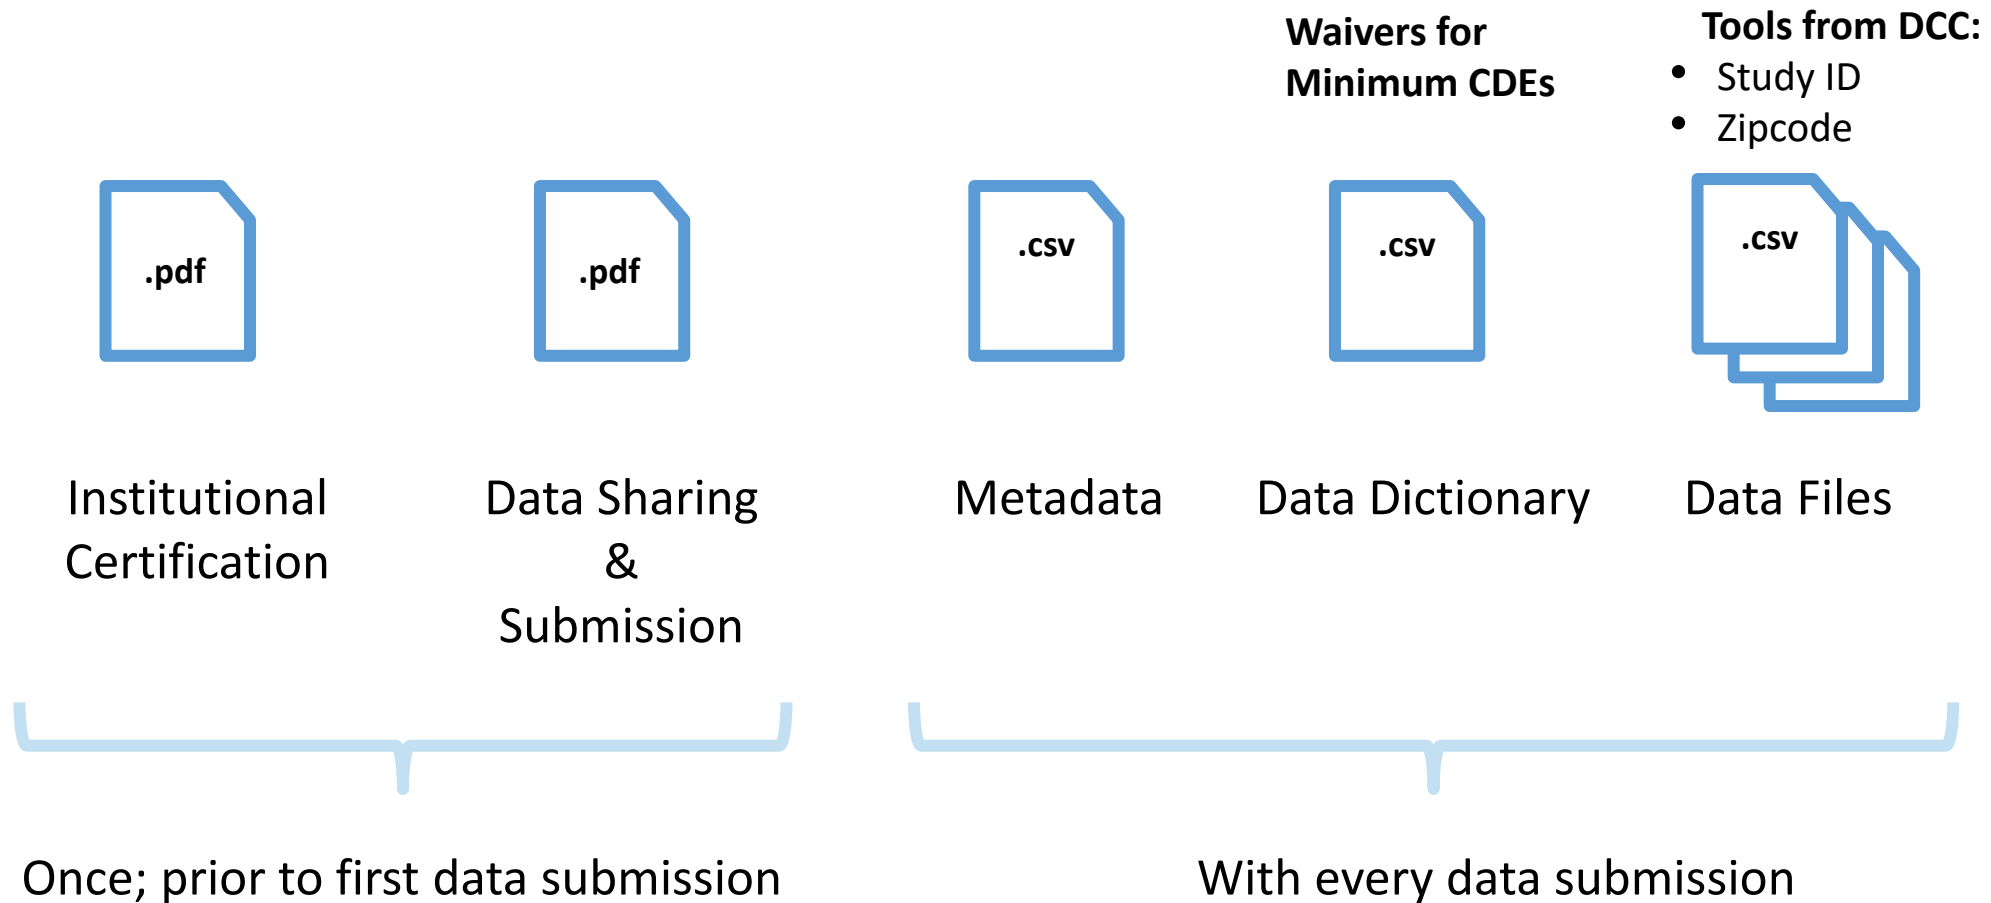 Waivers for
Minimum CDEs
Tools from DCC:
• Study ID
• Zipcode
.pdf
.pdf
.csv
.csv
.csv
Institutional
Certification
Data Sharing
&
Submission
Metadata
Data Dictionary
Data Files
Once; prior to first data submission
With every data submission